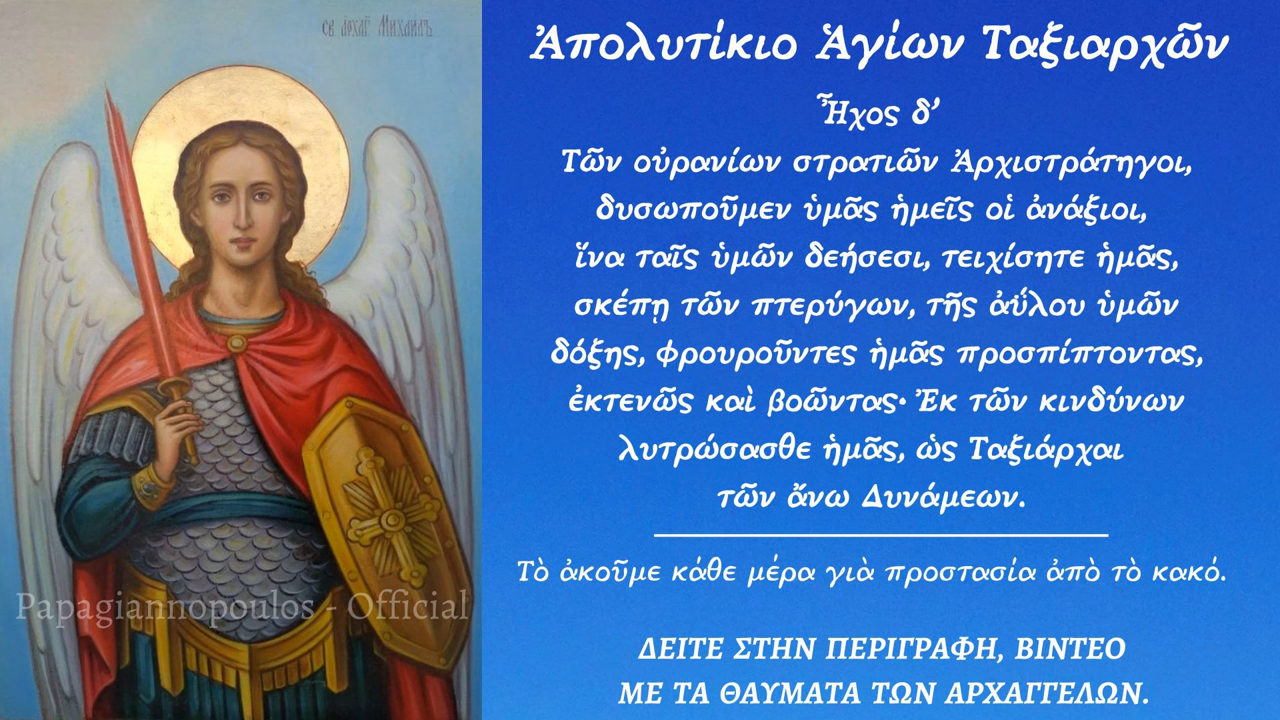 СВ АРХАГ МИХАИЛЪ
Ἀπολυτίκιο Ἁγίων Ταξιαρχῶν
Ἦχος δ’
Τῶν οὐρανίων στρατιῶν Ἀρχιστράτηγοι,
δυσωποῦμεν ὑμᾶς ἡμεῖς οἱ ἀνάξιοι,
ἵνα ταῖς ὑμῶν δεήσεσι, τειχίσητε ἡμᾶς,
σκέπῃ τῶν πτερύγων, τῆς ἀΰλου ὑμῶν
δόξης, φρουροῦντες ἡμᾶς προσπίπτοντας,
ἐκτενῶς καὶ βοῶντας· Ἐκ τῶν κινδύνων
λυτρώσασθε ἡμᾶς, ὡς Ταξιάρχαι
τῶν ἄνω Δυνάμεων.
Τὸ ἀκοῦμε κάθε μέρα γιὰ προστασία ἀπὸ τὸ κακό.
ΔΕΙΤΕ ΣΤΗΝ ΠΕΡΙΓΡΑΦΗ, ΒΙΝΤΕΟ
ΜΕ ΤΑ ΘΑΥΜΑΤΑ ΤΩΝ ΑΡΧΑΓΓΕΛΩΝ.
Papagiannopoulos - Official